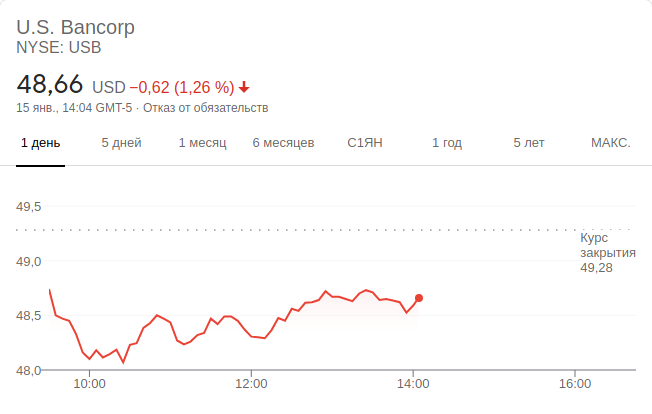 U.S. Bancorp
NYSE: USB
48,66 USD −0,62 (1,26 %)
15 янв., 14:04 GMT-5 · Отказ от обязательств
1 день 5 дней 1 месяц 6 месяцев С1ЯН 1 год 5 лет МАКС.
49,5
Курс
закрытия
49,28
49,0
48,5
48,0
10:00 12:00 14:00 16:00